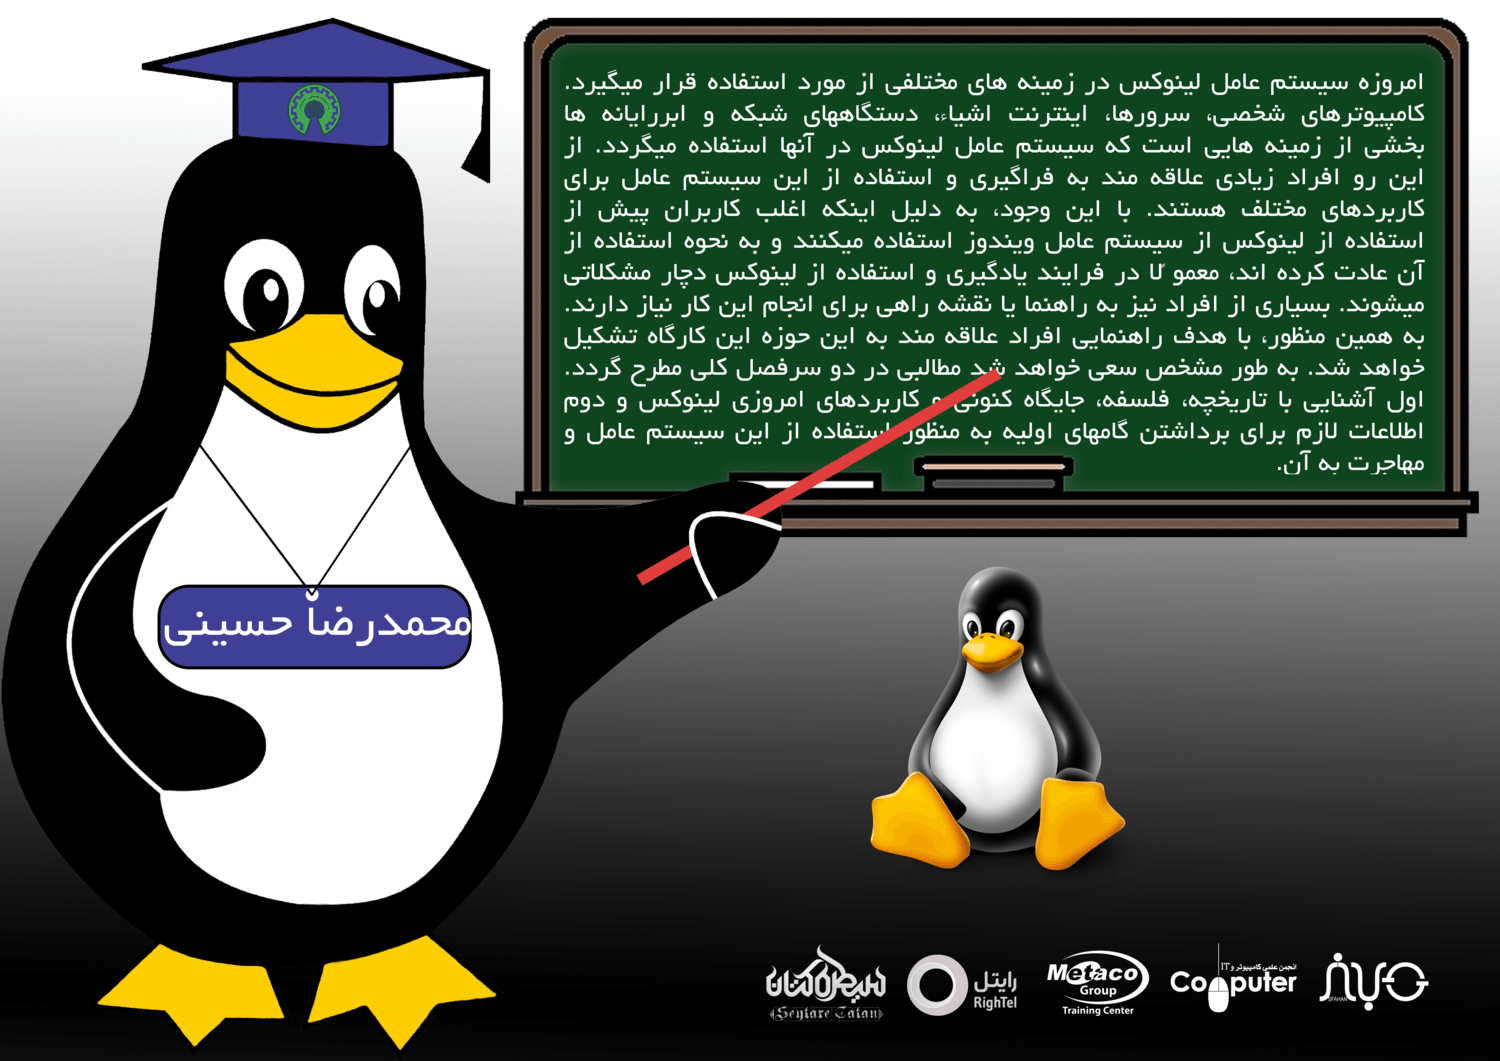 امروزه سیستم عامل لینوکس در زمینه های مختلفی از مورد استفاده قرار میگیرد.
کامپیوترهای شخصی، سرورها، اینترنت اشیاء، دستگاههای شبکه و ابررایانه ها
بخشی از زمینه هایی است که سیستم عامل لینوکس در آنها استفاده میگردد. از
این رو افراد زیادی علاقه مند به فراگیری و استفاده از این سیستم عامل برای
کاربردهای مختلف هستند. با این وجود، به دلیل اینکه اغلب کاربران پیش از
استفاده از لینوکس از سیستم عامل ویندوز استفاده میکنند و به نحوه استفاده از
آن عادت کرده اند، معمو لًا در فرایند یادگیری و استفاده از لینوکس دچار مشکلاتی
میشوند. بسیاری از افراد نیز به راهنما یا نقشه راهی برای انجام این کار نیاز دارند.
به همین منظور، با هدف راهنمایی افراد علاقه مند به این حوزه این کارگاه تشکیل
خواهد شد. به طور مشخص سعی خواهد شد مطالبی در دو سرفصل کلی مطرح گردد.
اول آشنایی با تاریخچه، فلسفه، جایگاه کنونی و کاربردهای امروزی لینوکس و دوم
اطلاعات لازم برای برداشتن گامهای اولیه به منظور استفاده از این سیستم عامل و
مهاجرت به آن.
محمدرضا حسینی
Seytare Catan
رایتل
RighTel
Metaco
Group
Training Center
انجمن علمی کامپیوتر و IT
Computer